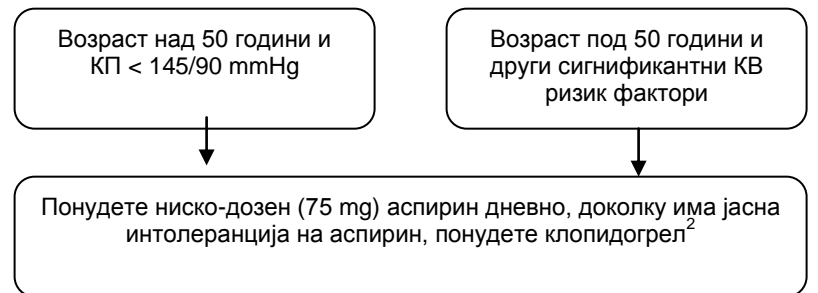 Возраст над 50 години и
КП < 145/90 mmHg
Возраст под 50 години и
други сигнификантни КВ
ризик фактори
Понудете ниско-дозен (75 mg) аспирин дневно, доколку има јасна
интолеранција на аспирин, понудете клопидогрел²